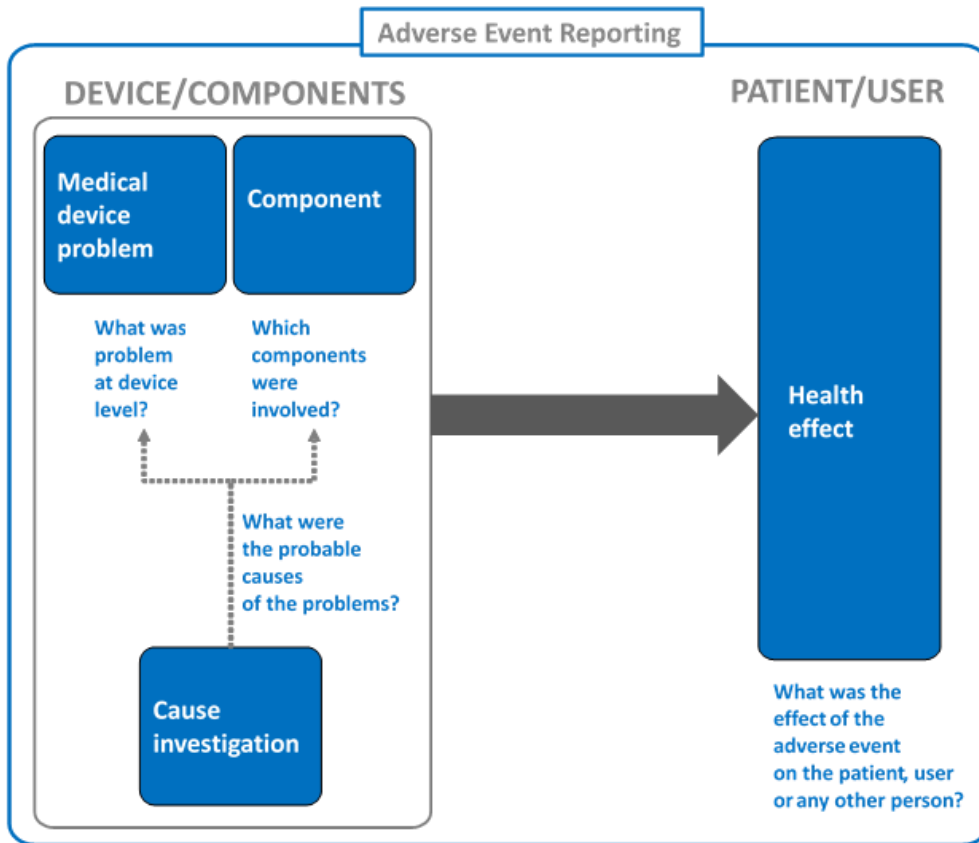 Adverse Event Reporting
DEVICE/COMPONENTS
Medical
device
problem
Component
What was
problem
at device
level?
Which
components
were
involved?
What were
the probable
causes
of the problems?
Cause
investigation
PATIENT/USER
Health
effect
What was the
effect of the
adverse event
on the patient, user
or any other person?